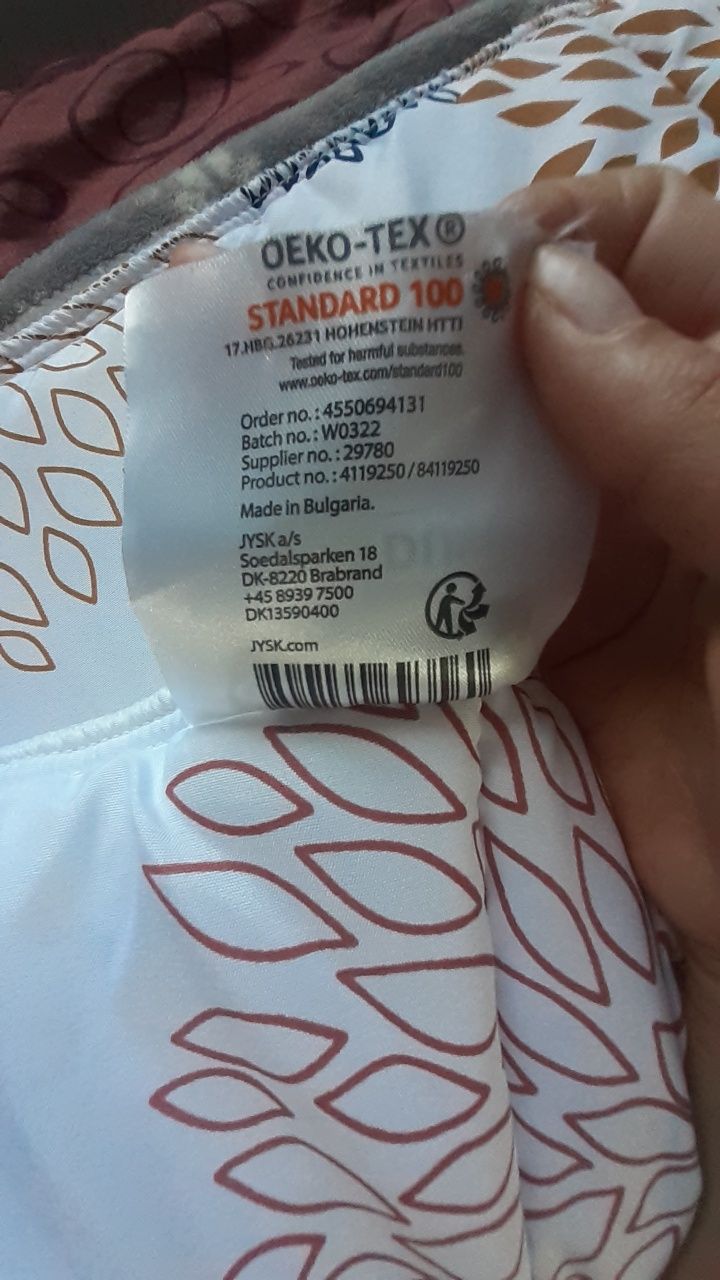 OEKO-TEX®
CONFIDENCE IN TEXTILES
STANDARD 100
17.HBG.26231 HOHENSTEIN HTTI
Tested for harmful substances.
www.oeko-tex.com/standard100
Order no.: 4550694131
Batch no.: W0322
Supplier no.: 29780
Product no.: 4119250 / 84119250
Made in Bulgaria.
JYSK a/s
Soedalsparken 18
DK-8220 Brabrand
+45 8939 7500
DK13590400
JYSK.com